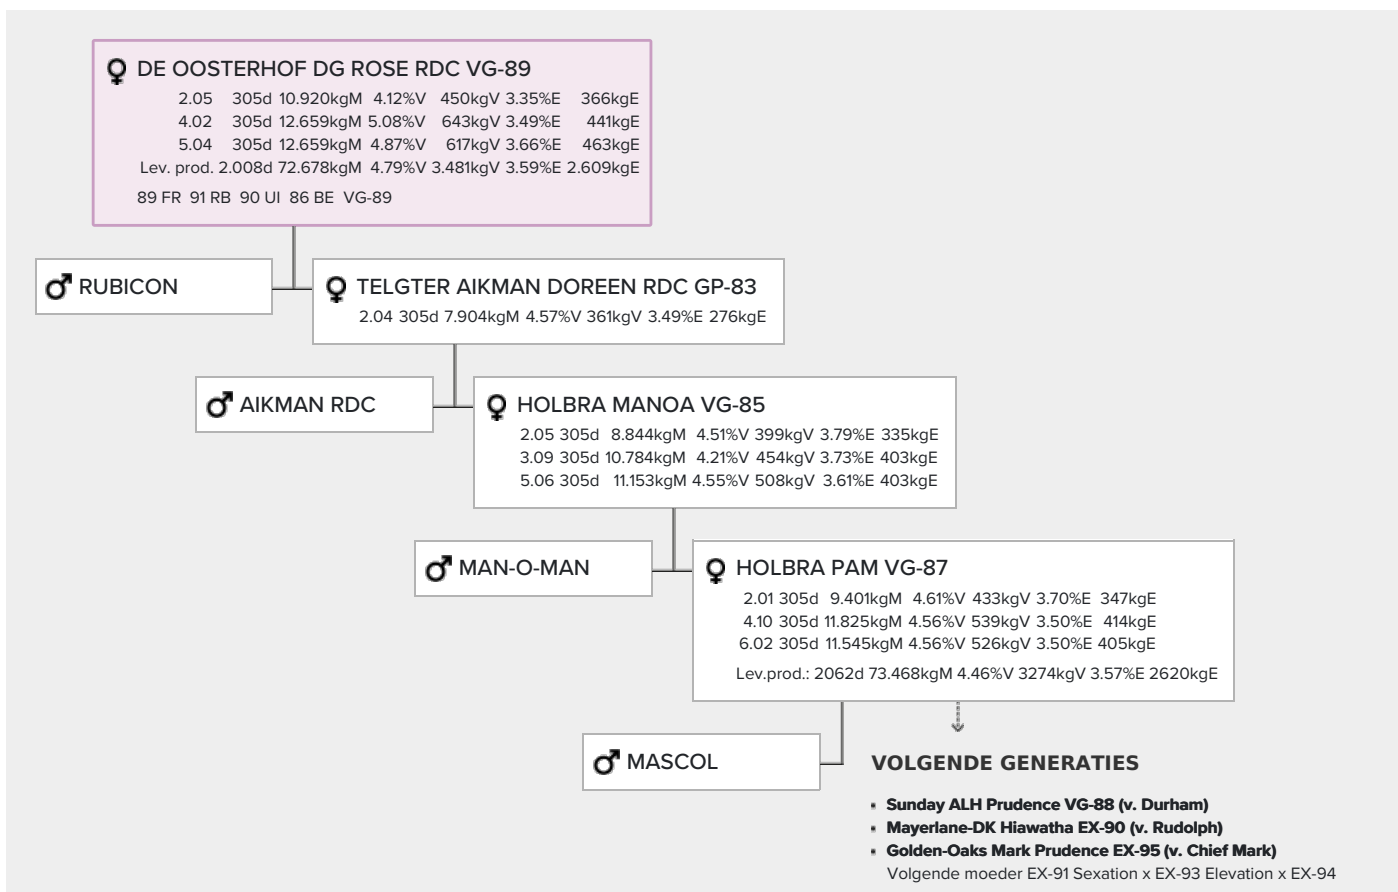 DE OOSTERHOF DG ROSE RDC VG-89
2.05 305d 10.920kgM 4.12%V 450kgV 3.35%E 366kgE
4.02 305d 12.659kgM 5.08%V 643kgV 3.49%E 441kgE
5.04 305d 12.659kgM 4.87%V 617kgV 3.66%E 463kgE
Lev. prod. 2.008d 72.678kgM 4.79%V 3.481kgV 3.59%E 2.609kgE
89 FR 91 RB 90 UI 86 BE VG-89
RUBICON
TELGTER AIKMAN DOREEN RDC GP-83
2.04 305d 7.904kgM 4.57%V 361kgV 3.49%E 276kgE
AIKMAN RDC
HOLBRA MANOA VG-85
2.05 305d 8.844kgM 4.51%V 399kgV 3.79%E 335kgE
3.09 305d 10.784kgM 4.21%V 454kgV 3.73%E 403kgE
5.06 305d 11.153kgM 4.55%V 508kgV 3.61%E 403kgE
MAN-O-MAN
HOLBRA PAM VG-87
2.01 305d 9.401kgM 4.61%V 433kgV 3.70%E 347kgE
4.10 305d 11.825kgM 4.56%V 539kgV 3.50%E 414kgE
6.02 305d 11.545kgM 4.56%V 526kgV 3.50%E 405kgE
Lev.prod.: 2062d 73.468kgM 4.46%V 3274kgV 3.57%E 2620kgE
MASCOL
VOLGENDE GENERATIES
▪ Sunday ALH Prudence VG-88 (v. Durham)
▪ Mayerlane-DK Hiawatha EX-90 (v. Rudolph)
▪ Golden-Oaks Mark Prudence EX-95 (v. Chief Mark)
Volgende moeder EX-91 Sexation x EX-93 Elevation x EX-94